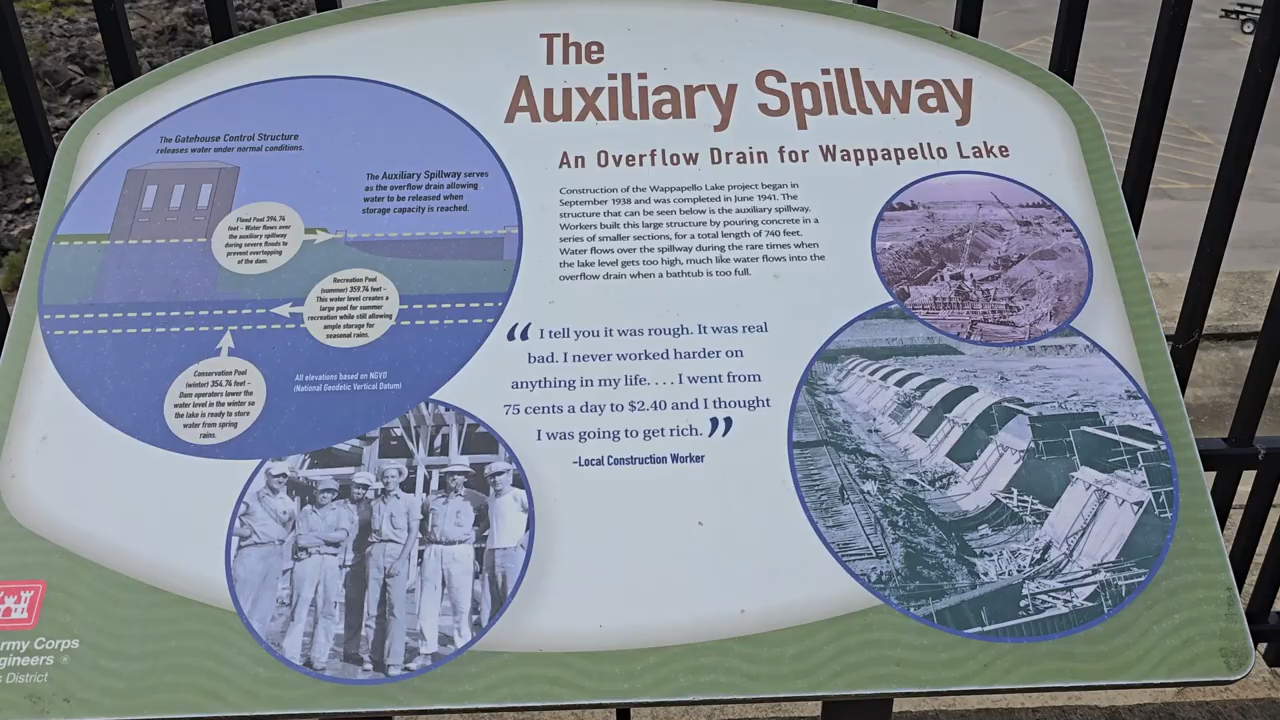 The
Auxiliary Spillway
An Overflow Drain for Wappapello Lake
The Gatehouse Control Structure
releases water under normal conditions.
The Auxiliary Spillway serves
as the overflow drain allowing
water to be released when
storage capacity is reached.
Flood Pool 394.74
feet – Water flows over
the auxiliary spillway
during severe floods to
prevent overtopping
of the dam.
Recreation Pool
(summer) 359.74 feet –
This water level creates a
large pool for summer
recreation while still allowing
ample storage for
seasonal rains.
Conservation Pool
(winter) 354.74 feet –
Dam operators lower the
water level in the winter so
the lake is ready to store
water from spring
rains.
All elevations based on NGVD
(National Geodetic Vertical Datum)
Construction of the Wappapello Lake project began in
September 1938 and was completed in June 1941. The
structure that can be seen below is the auxiliary spillway.
Workers built this large structure by pouring concrete in a
series of smaller sections, for a total length of 740 feet.
Water flows over the spillway during the rare times when
the lake level gets too high, much like water flows into the
overflow drain when a bathtub is too full.
“ I tell you it was rough. It was real
bad. I never worked harder on
anything in my life. . . . I went from
75 cents a day to $2.40 and I thought
I was going to get rich. ”
–Local Construction Worker
rmy Corps
gineers ®
s District